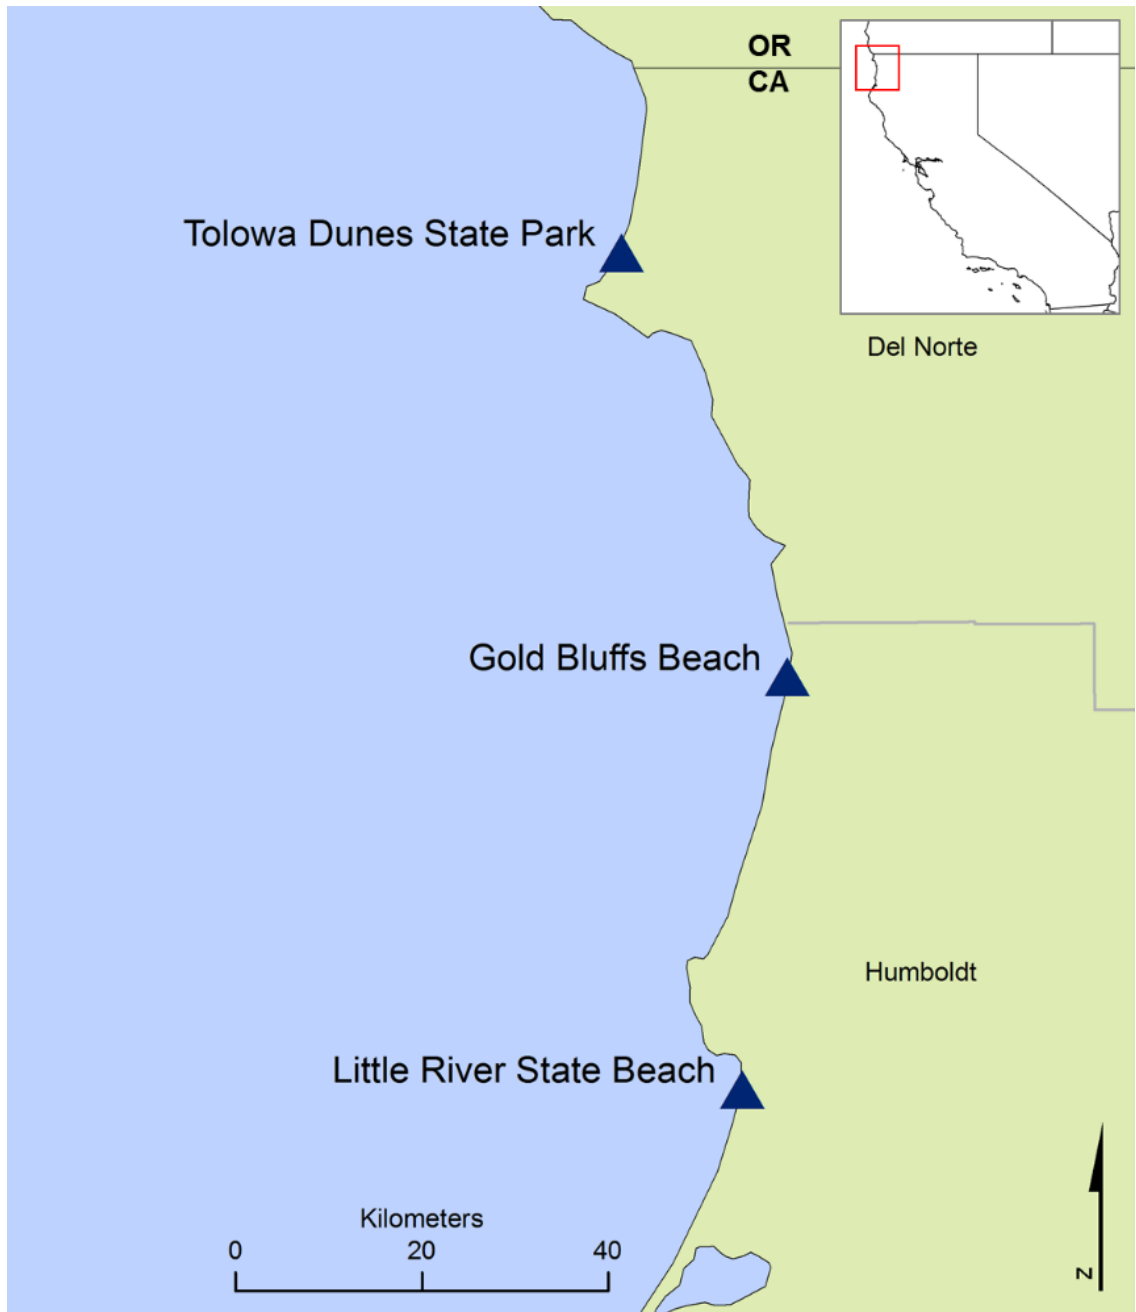 OR
CA
Tolowa Dunes State Park
Del Norte
Gold Bluffs Beach
Humboldt
Little River State Beach
Kilometers
0 20 40
N